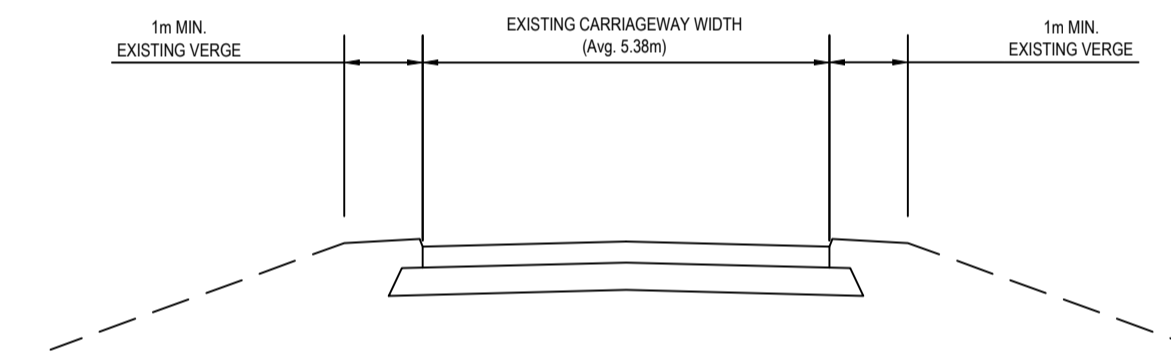 1m MIN.
EXISTING VERGE
EXISTING CARRIAGEWAY WIDTH
(Avg. 5.38m)
1m MIN.
EXISTING VERGE